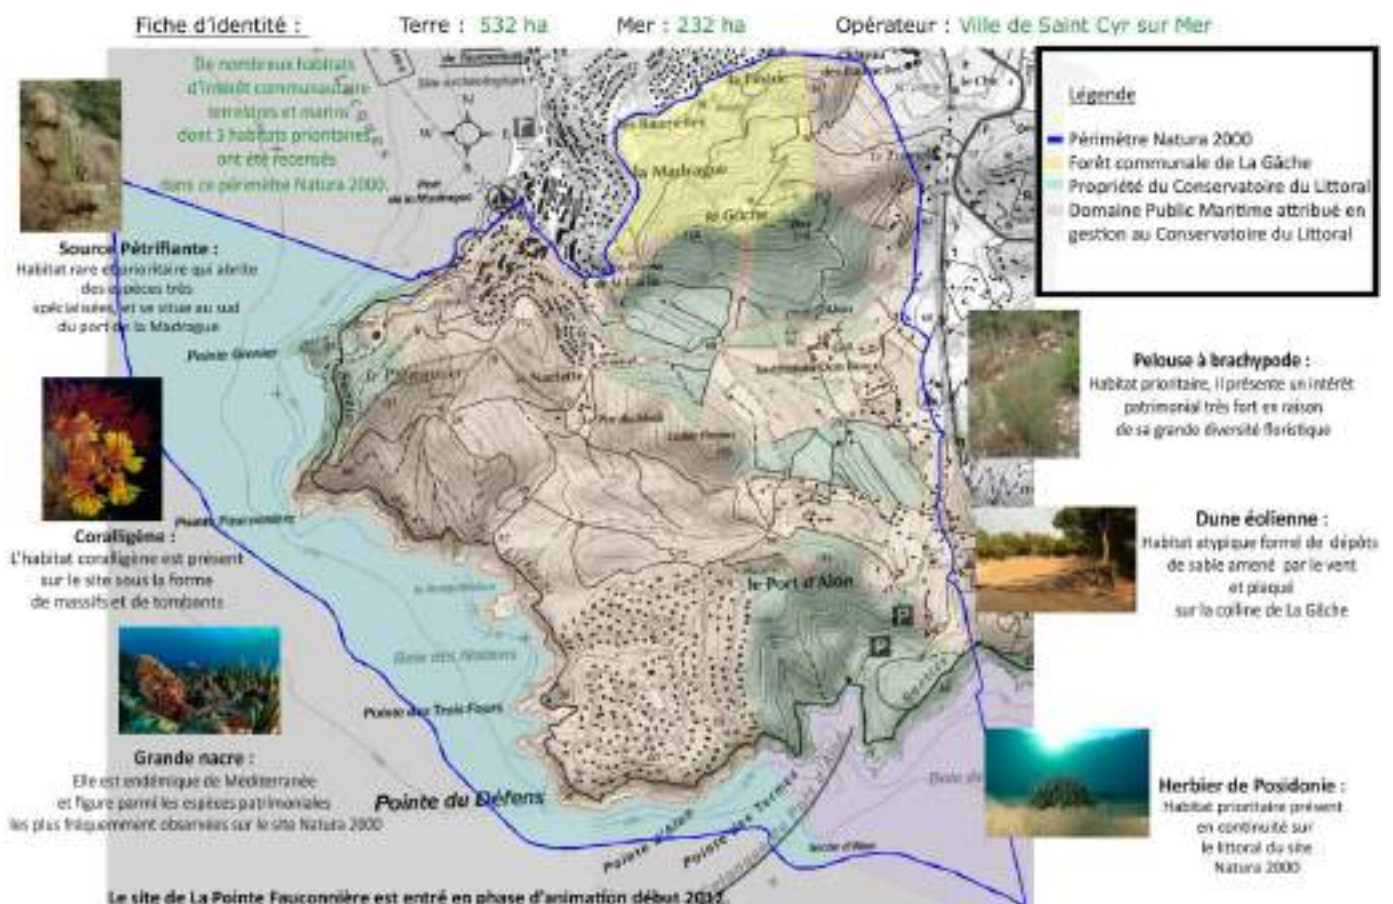 Fiche d'identité : Terre : 532 ha Mer : 232 ha Opérateur : Ville de Saint Cyr sur Mer
De nombreux habitats
d'intérêt communautaire
terrestres et marins
dont 3 habitats prioritaires
ont été recensés
dans ce périmètre Natura 2000.
Légende
Périmètre Natura 2000
Forêt communale de La Gâche
Propriété du Conservatoire du Littoral
Domaine Public Maritime attribué en
gestion au Conservatoire du Littoral
Source Pétrifiante :
Habitat rare et prioritaire qui abrite
des espèces très
spécialisées, et se situe au sud
du port de la Madrague
Coralligène :
L'habitat coralligène est présent
sur le site sous la forme
de massifs et de tombants
Grande nacre :
Elle est endémique de Méditerranée
et figure parmi les espèces patrimoniales
les plus fréquemment observées sur le site Natura 2000
Pelouse à brachypode :
Habitat prioritaire, il présente un intérêt
patrimonial très fort en raison
de sa grande diversité floristique
Dune éolienne :
Habitat atypique formé de dépôts
de sable amené par le vent
et plaqué
sur la colline de La Gâche
Herbier de Posidonie :
Habitat prioritaire présent
en continuité sur
le littoral du site
Natura 2000
N
W E
S
Port
de la Madrague
la Madrague
la Gâche
Pointe Grenier
Pointe Fauconnière
Baie des Nations
Pointe des Trois Fours
Pointe du Défens
le Port d'Alon
P
P
Pointe d'Alon
Pointe des Termes
Le site de La Pointe Fauconnière est entré en phase d'animation début 2012.